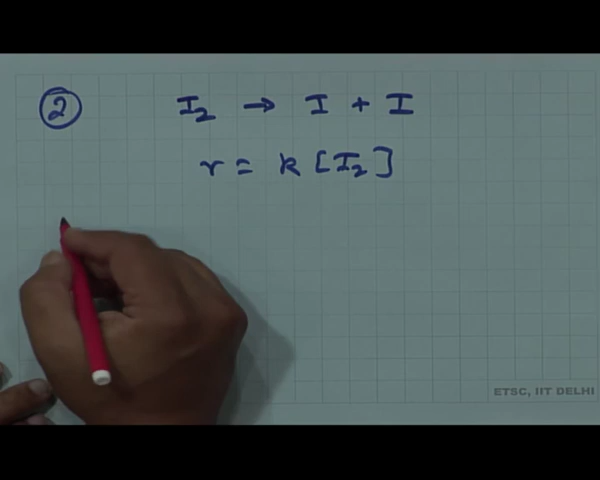 ② I₂ → I + I
r = k [I₂]
ETSC, IIT DELHI